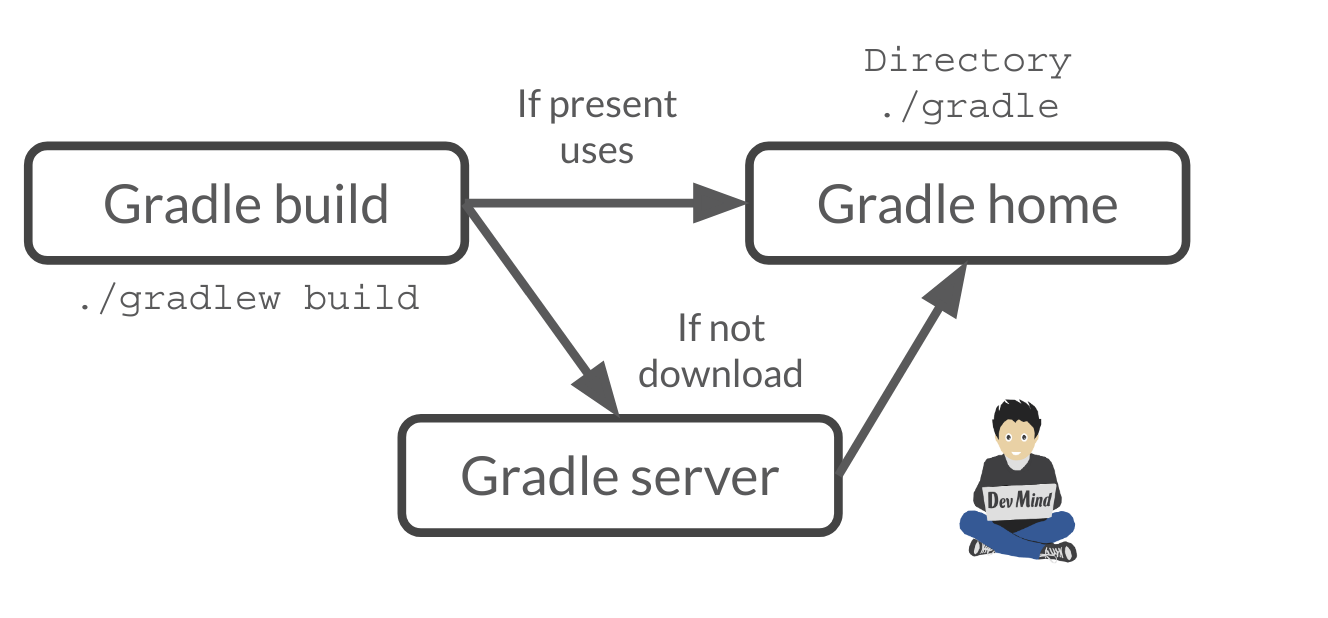 Directory
./gradle
If present
uses
Gradle build
Gradle home
./gradlew build
If not
download
Gradle server
Dev Mind